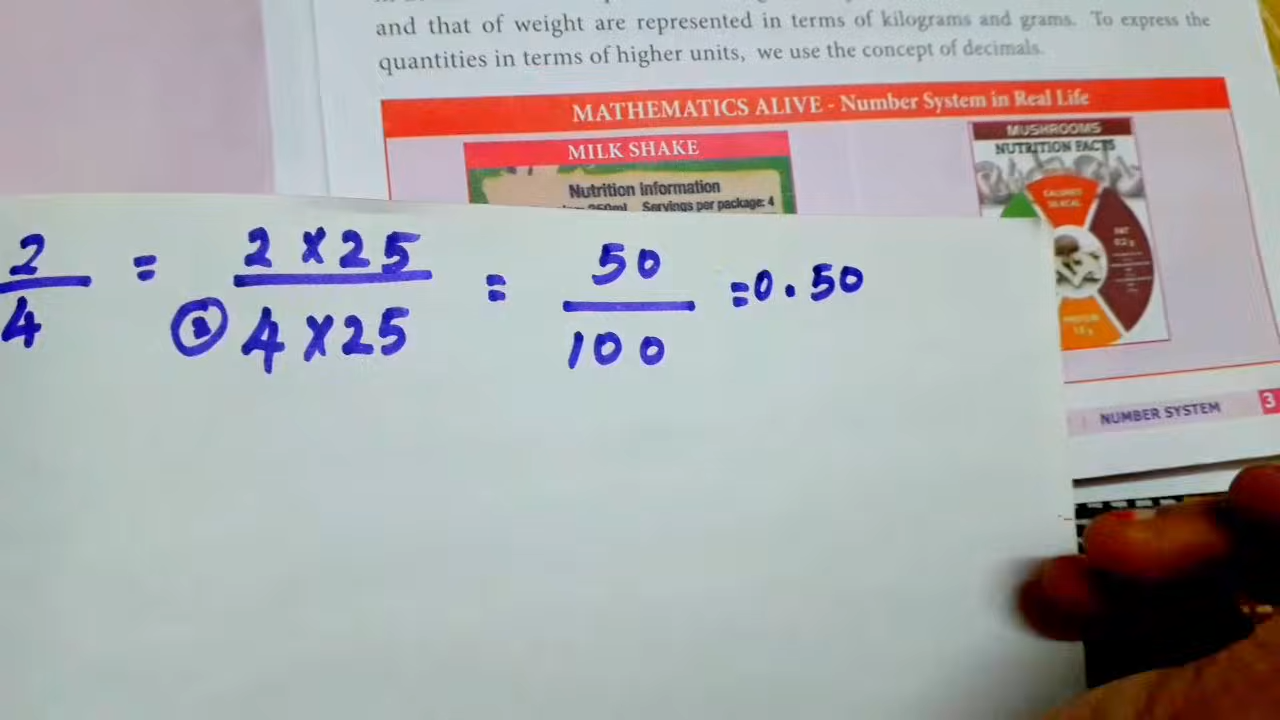 and that of weight are represented in terms of kilograms and grams. To express the
quantities in terms of higher units, we use the concept of decimals.
MATHEMATICS ALIVE - Number System in Real Life
MILK SHAKE
Nutrition information
Servings per package: 4
MUSHROOMS
NUTRITION FACTS
CALORIES
FAT
PROTEIN
2/4 = 2 × 25 / 4 × 25 = 50 / 100 = 0.50
NUMBER SYSTEM 3